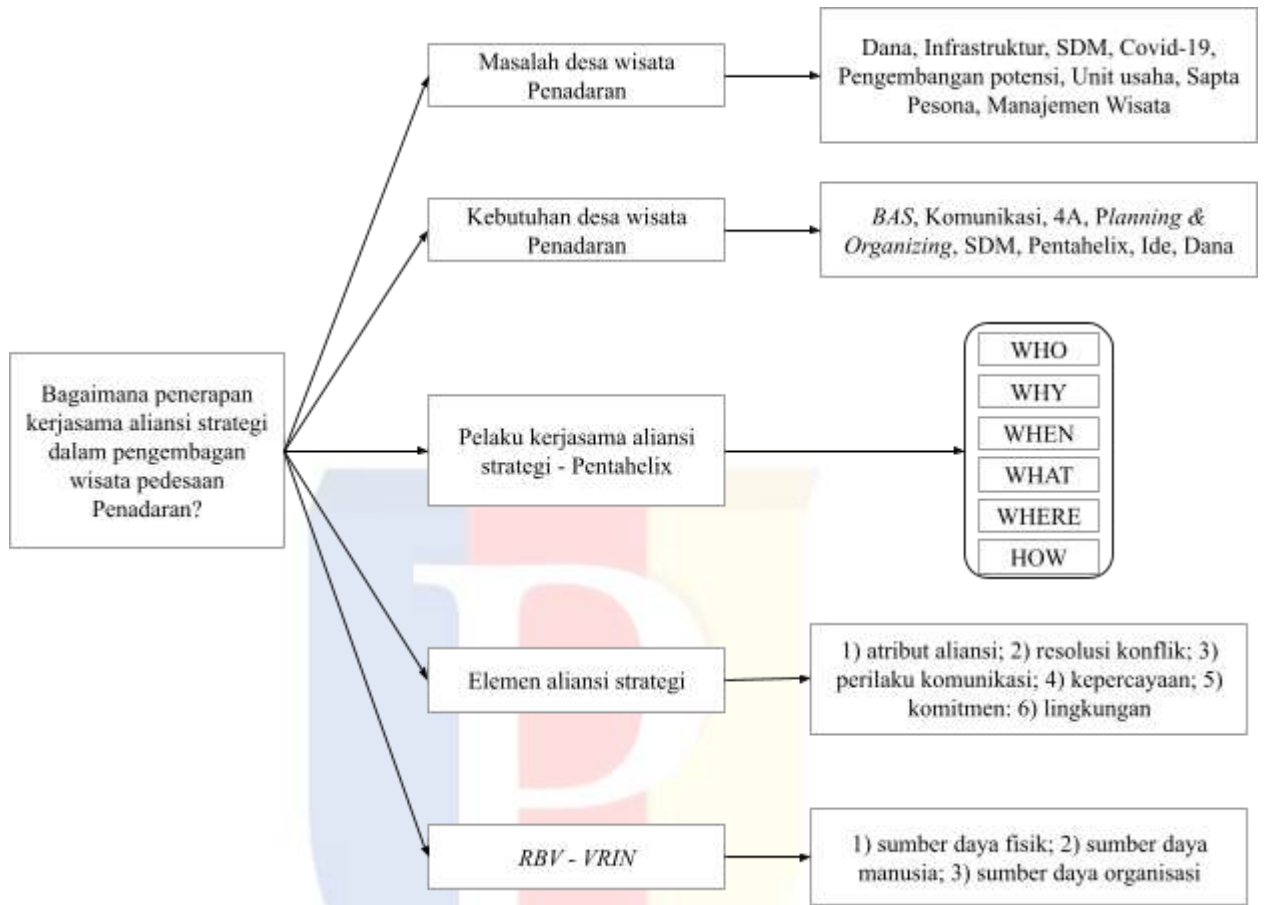 Masalah desa wisata
Penadaran
Dana, Infrastruktur, SDM, Covid-19,
Pengembangan potensi, Unit usaha, Sapta
Pesona, Manajemen Wisata
Kebutuhan desa wisata
Penadaran
BAS, Komunikasi, 4A, Planning &
Organizing, SDM, Pentahelix, Ide, Dana
Bagaimana penerapan
kerjasama aliansi strategi
dalam pengembagan
wisata pedesaan
Penadaran?
Pelaku kerjasama aliansi
strategi - Pentahelix
WHO
WHY
WHEN
WHAT
WHERE
HOW
Elemen aliansi strategi
1) atribut aliansi; 2) resolusi konflik; 3)
perilaku komunikasi; 4) kepercayaan; 5)
komitmen: 6) lingkungan
RBV - VRIN
1) sumber daya fisik; 2) sumber daya
manusia; 3) sumber daya organisasi
P